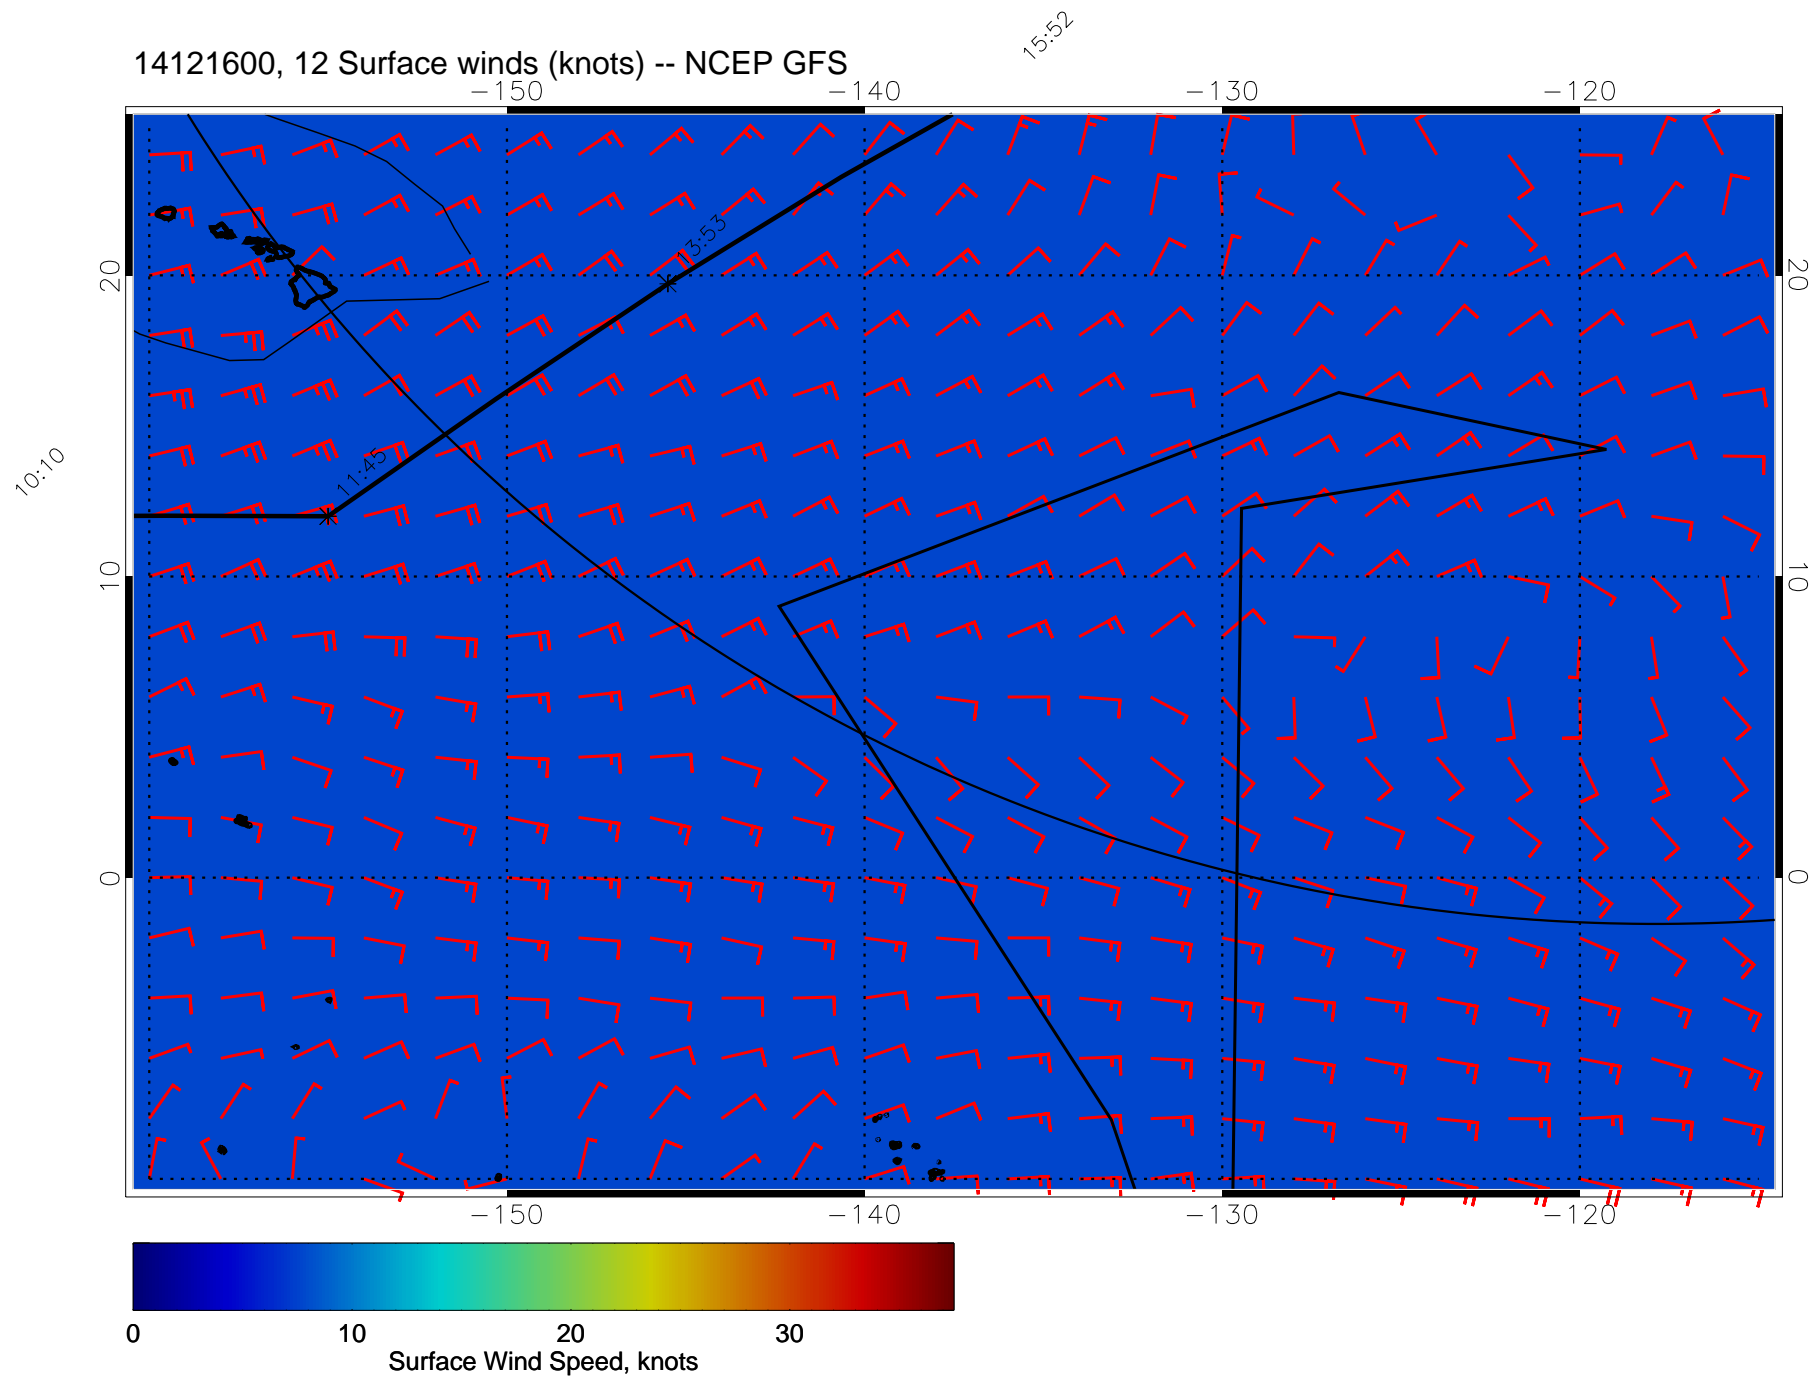 15:52
14121600, 12 Surface winds (knots) -- NCEP GFS
−150 −140 −130 −120
13:53
20 20
10:10
11:45
10 10
0 0
−150 −140 −130 −120
0 10 20 30
Surface Wind Speed, knots